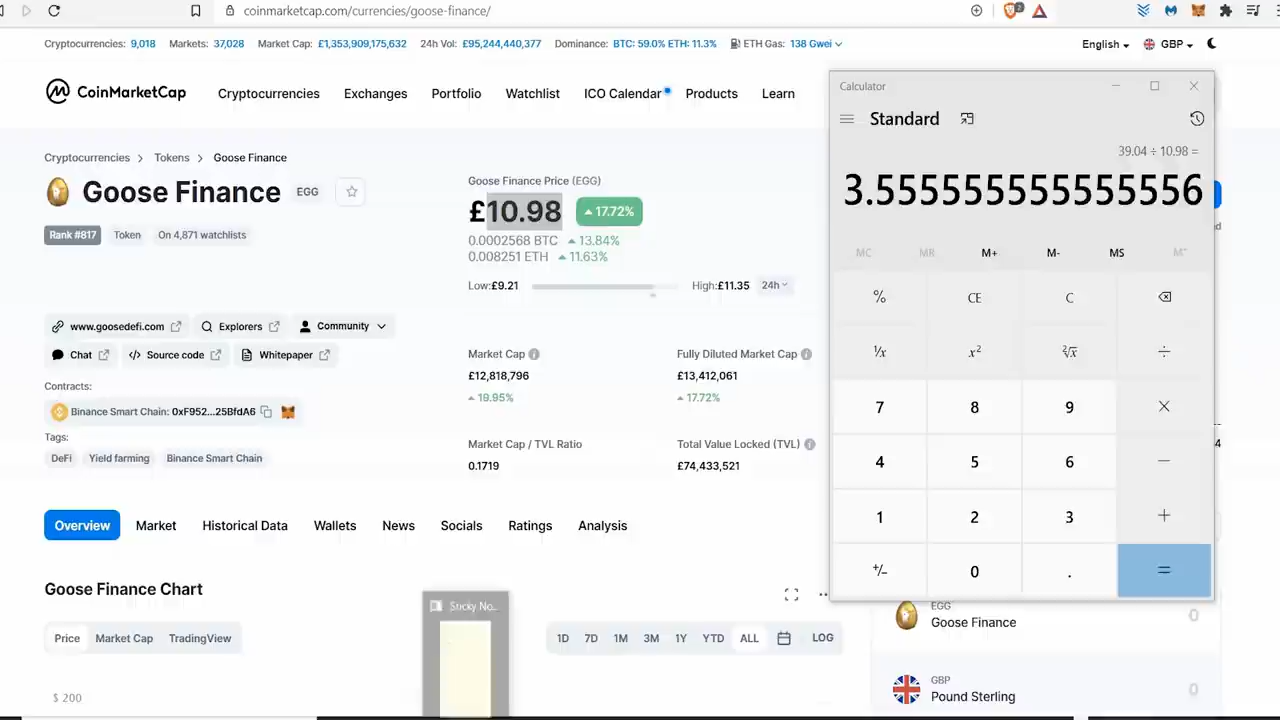 coinmarketcap.com/currencies/goose-finance/
2
Cryptocurrencies: 9,018 Markets: 37,028 Market Cap: £1,353,909,175,632 24h Vol: £95,244,440,377 Dominance: BTC: 59.0% ETH: 11.3% ETH Gas: 138 Gwei English GBP
CoinMarketCap Cryptocurrencies Exchanges Portfolio Watchlist ICO Calendar Products Learn
Cryptocurrencies > Tokens > Goose Finance
Goose Finance EGG
Rank #817 Token On 4,871 watchlists
Goose Finance Price (EGG)
£10.98 17.72%
0.0002568 BTC 13.84%
0.008251 ETH 11.63%
Low:£9.21 High:£11.35 24h
www.goosedefi.com Explorers Community
Chat Source code Whitepaper
Contracts:
Binance Smart Chain: 0xF952...25BfdA6
Tags:
DeFi Yield farming Binance Smart Chain
Market Cap Fully Diluted Market Cap
£12,818,796 £13,412,061
19.95% 17.72%
Market Cap / TVL Ratio Total Value Locked (TVL)
0.1719 £74,433,521
Overview Market Historical Data Wallets News Socials Ratings Analysis
Goose Finance Chart
Price Market Cap TradingView
Sticky No...
1D 7D 1M 3M 1Y YTD ALL LOG
$ 200
Calculator
Standard
39.04 ÷ 10.98 =
3.555555555555556
MC MR M+ M- MS M˅
% CE C
¹/x x² ²√x ÷
7 8 9 ×
4 5 6 −
1 2 3 +
+/− 0 . =
EGG
Goose Finance 0
GBP
Pound Sterling 0